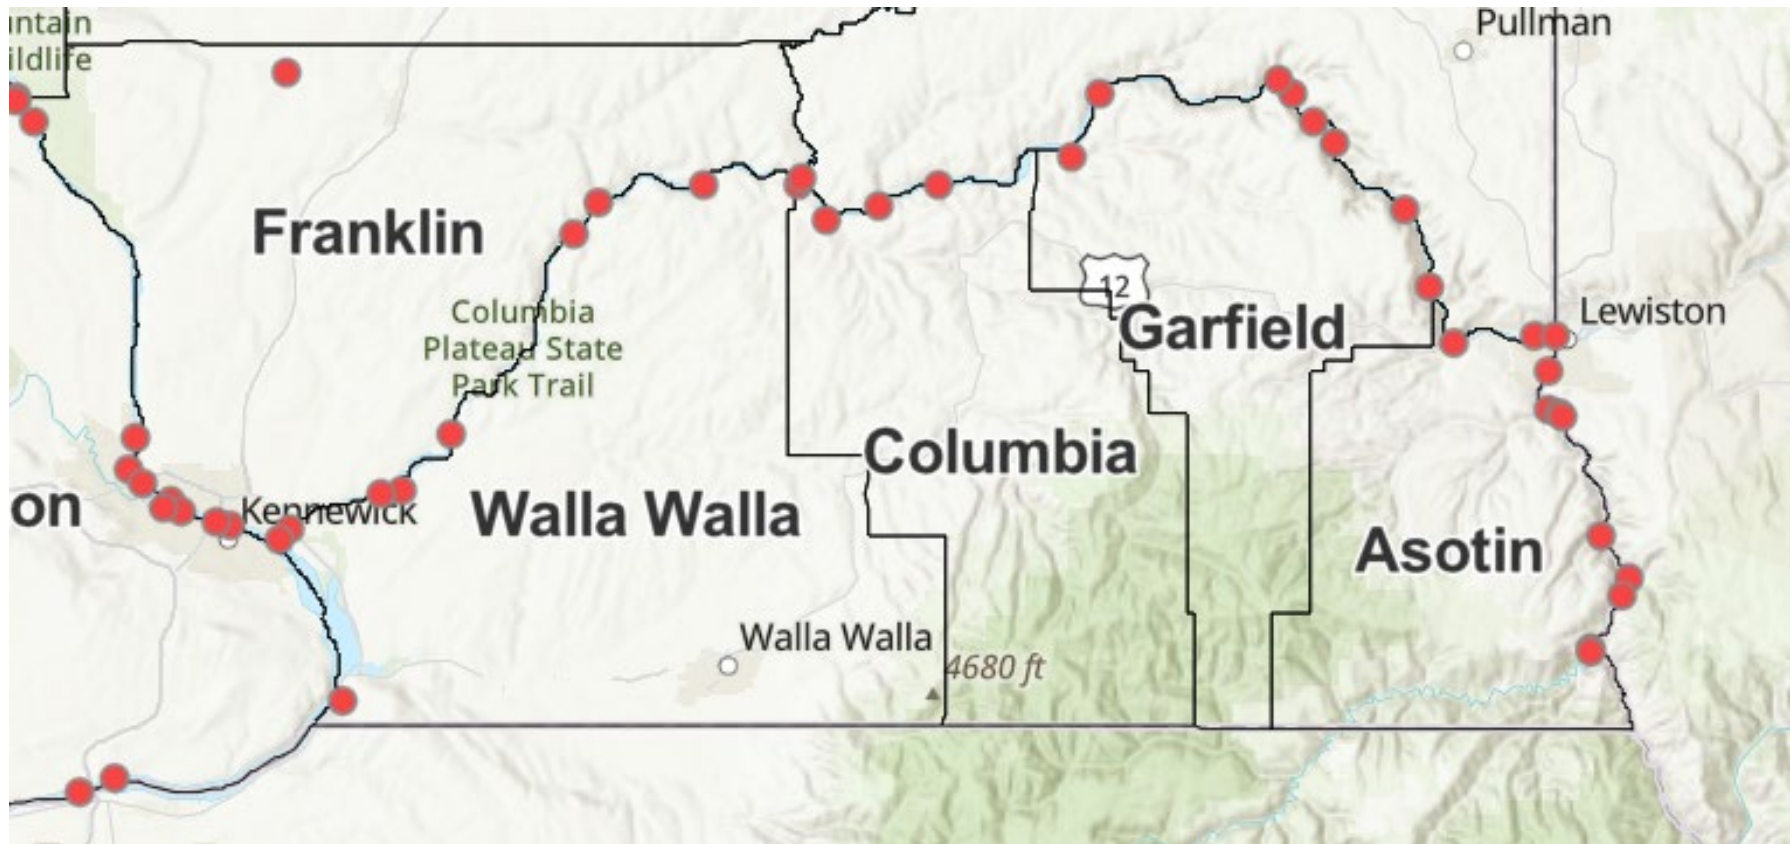 ntain
ildlife
Pullman
Franklin
12
Columbia
Plateau State
Park Trail
Garfield
Lewiston
Columbia
on
Kennewick
Walla Walla
Asotin
Walla Walla
4680 ft